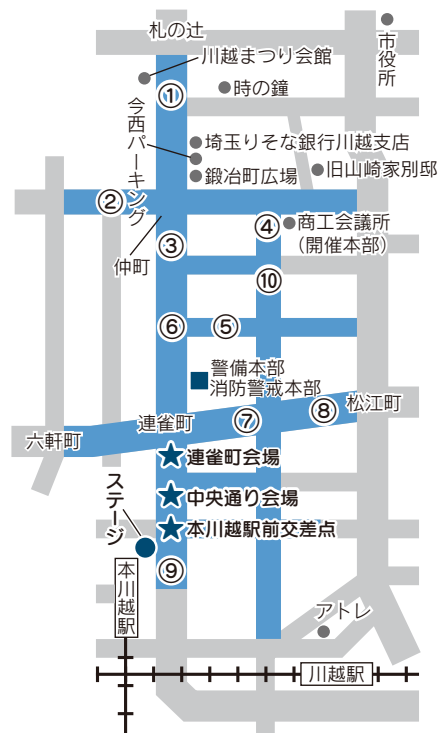 札の辻
川越まつり会館
市役所
①
時の鐘
今西パーキング
埼玉りそな銀行川越支店
鍛冶町広場
旧山崎家別邸
②
④
商工会議所
(開催本部)
③
仲町
⑩
⑥
⑤
警備本部
消防警戒本部
⑧
松江町
連雀町
⑦
六軒町
連雀町会場
ステージ
中央通り会場
本川越駅前交差点
⑨
本川越駅
アトレ
川越駅